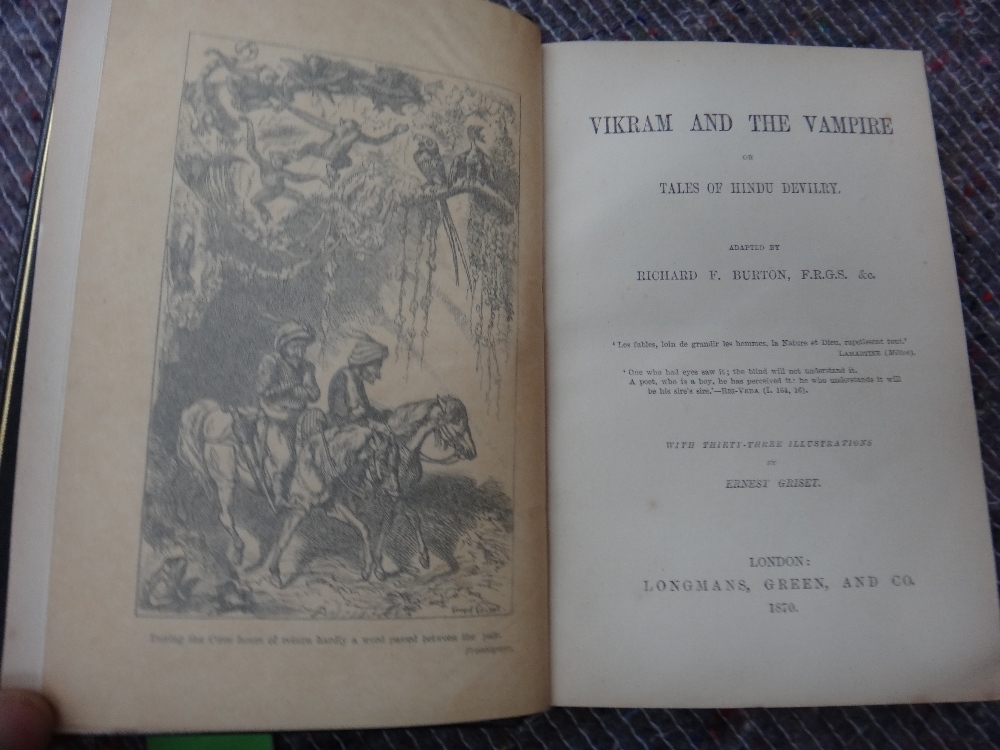 During the three hours of return hardly a word passed between the pair.
Frontispiece.
VIKRAM AND THE VAMPIRE
OR
TALES OF HINDU DEVILRY.
ADAPTED BY
RICHARD F. BURTON, F.R.G.S. &c.
'Les fables, loin de grandir les hommes, la Nature et Dieu, rapetissent tout.'
LAMARTINE (Milton).
'One who had eyes saw it; the blind will not understand it.
A poet, who is a boy, he has perceived it: he who understands it will
be his sire's sire.'—RIG-VEDA (I. 164, 16).
WITH THIRTY-THREE ILLUSTRATIONS
BY
ERNEST GRISET.
LONDON:
LONGMANS, GREEN, AND CO.
1870.